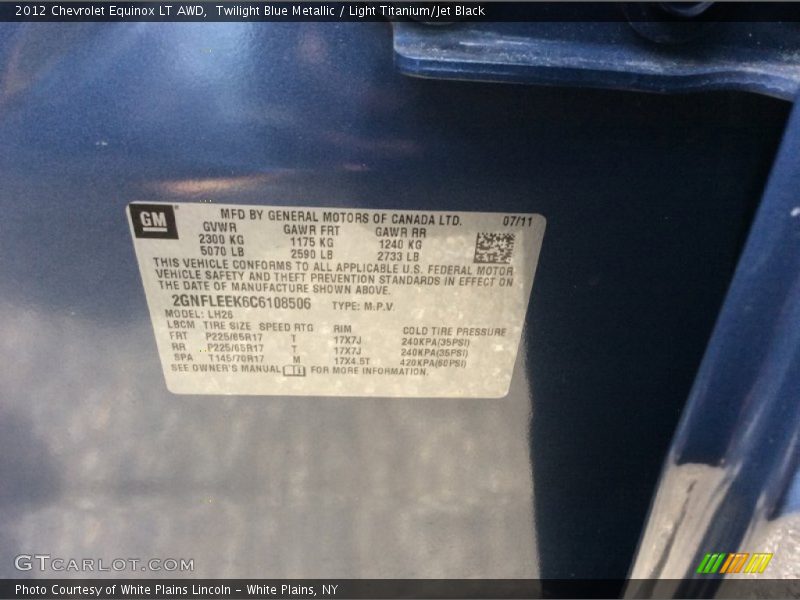 2012 Chevrolet Equinox LT AWD,  Twilight Blue Metallic / Light Titanium/Jet Black
GM
MFD BY GENERAL MOTORS OF CANADA LTD. 07/11
GVWR GAWR FRT GAWR RR
2300 KG 1175 KG 1240 KG
5070 LB 2590 LB 2733 LB
THIS VEHICLE CONFORMS TO ALL APPLICABLE U.S. FEDERAL MOTOR
VEHICLE SAFETY AND THEFT PREVENTION STANDARDS IN EFFECT ON
THE DATE OF MANUFACTURE SHOWN ABOVE.
2GNFLEEK6C6108506 TYPE: M.P.V.
MODEL: LH26
LBCM TIRE SIZE SPEED RTG RIM COLD TIRE PRESSURE
FRT P225/65R17 T 17X7J 240KPA(35PSI)
RR P225/65R17 T 17X7J 240KPA(35PSI)
SPA T145/70R17 M 17X4.5T 420KPA(60PSI)
SEE OWNER'S MANUAL FOR MORE INFORMATION.
GTCARLOT.COM
Photo Courtesy of White Plains Lincoln - White Plains, NY